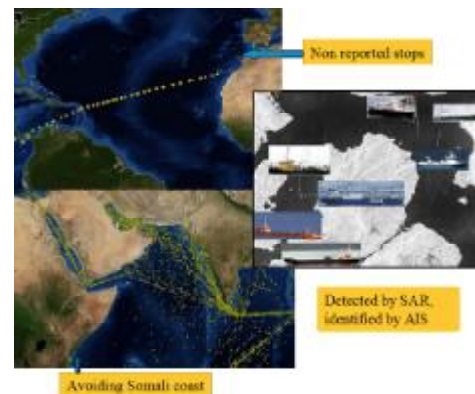 Non reported stops
Detected by SAR,
identified by AIS
Avoiding Somali coast